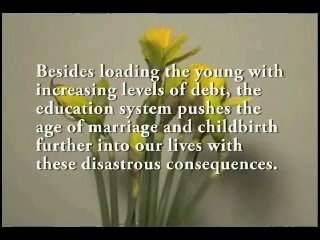 Besides loading the young with
increasing levels of debt, the
education system pushes the
age of marriage and childbirth
further into our lives with
these disastrous consequences.